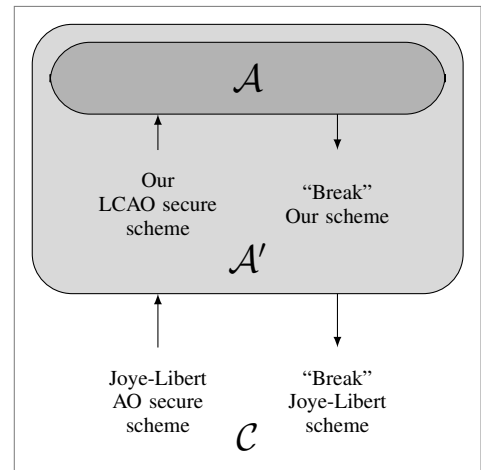 𝒜
Our
LCAO secure
scheme
“Break”
Our scheme
𝒜′
Joye-Libert
AO secure
scheme
“Break”
Joye-Libert
scheme
𝒞